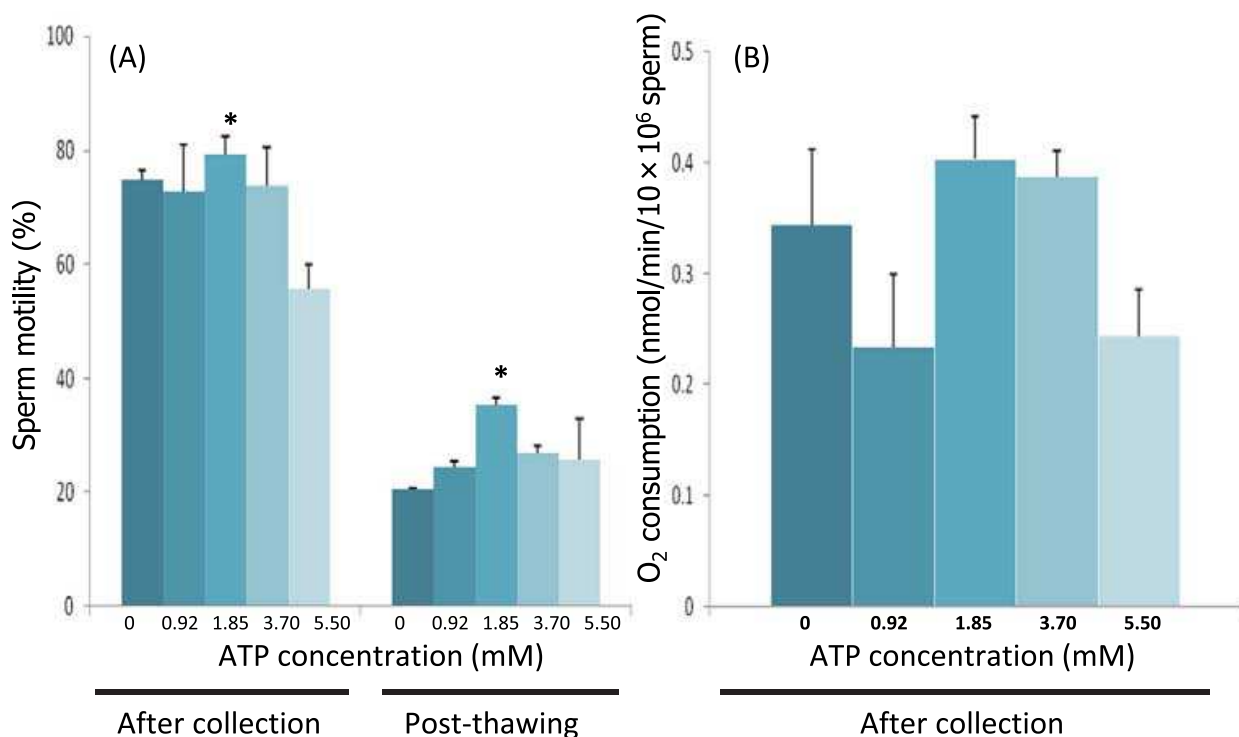 (A)
Sperm motility (%)
100
80
60
40
20
0
*
*
0 0.92 1.85 3.70 5.50 0 0.92 1.85 3.70 5.50
ATP concentration (mM)
After collection Post-thawing
(B)
O₂ consumption (nmol/min/10 × 10⁶ sperm)
0.5
0.4
0.3
0.2
0.1
0
0 0.92 1.85 3.70 5.50
ATP concentration (mM)
After collection